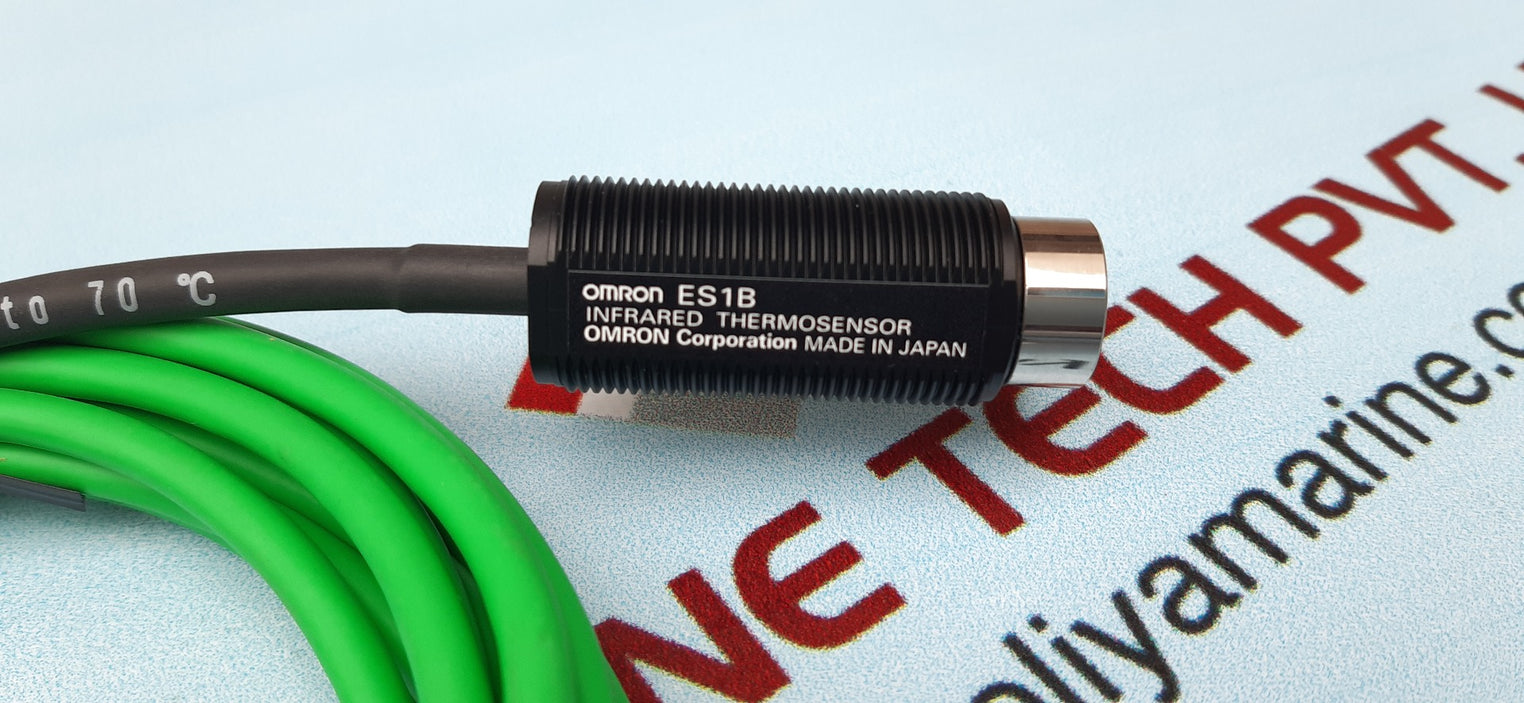 to 70 ℃
OMRON ES1B
INFRARED THERMOSENSOR
OMRON Corporation MADE IN JAPAN
NE TECH PVT.
liyamarine.c